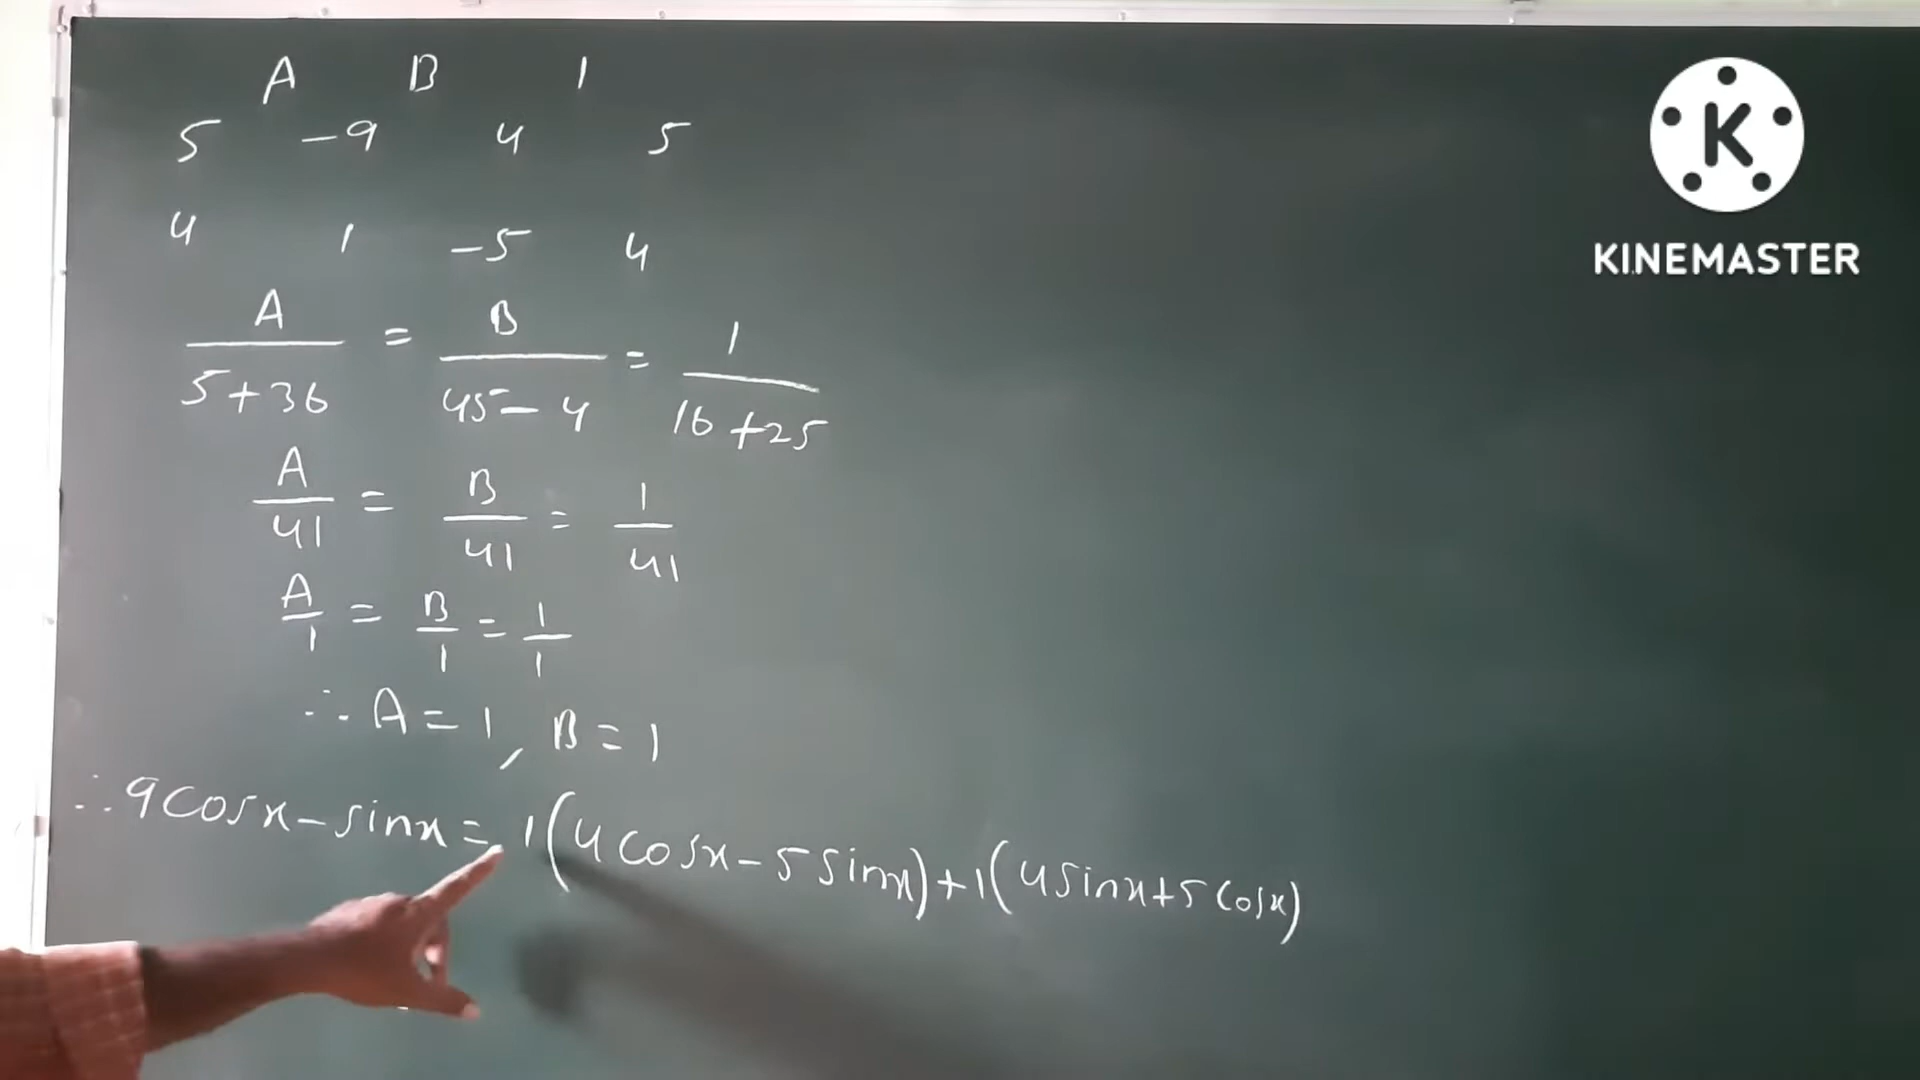 A B 1
5 -9 4 5
4 1 -5 4
A/5+36 = B/45-4 = 1/16+25
A/41 = B/41 = 1/41
A/1 = B/1 = 1/1
∴ A = 1, B = 1
∴ 9cosx - sinx = 1(4cosx - 5sinx) + 1(4sinx + 5cosx)
K
KINEMASTER